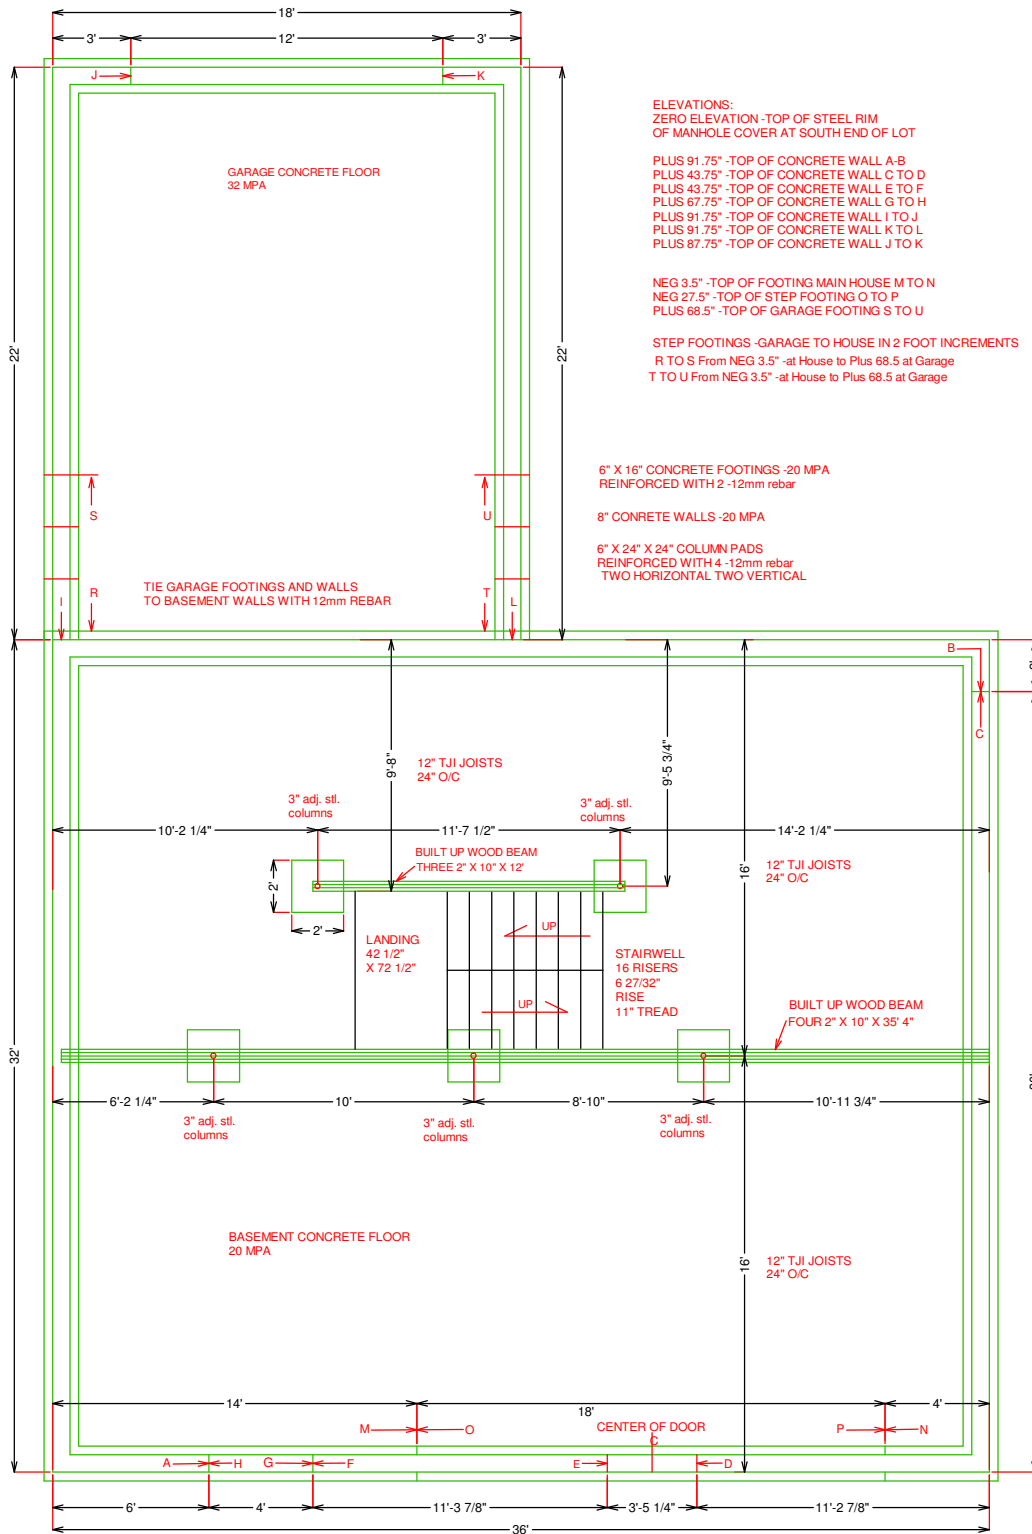 18'
3'
12'
3'
J
K
ELEVATIONS:
ZERO ELEVATION -TOP OF STEEL RIM
OF MANHOLE COVER AT SOUTH END OF LOT
PLUS 91.75" -TOP OF CONCRETE WALL A-B
PLUS 43.75" -TOP OF CONCRETE WALL C TO D
PLUS 43.75" -TOP OF CONCRETE WALL E TO F
PLUS 67.75" -TOP OF CONCRETE WALL G TO H
PLUS 91.75" -TOP OF CONCRETE WALL I TO J
PLUS 91.75" -TOP OF CONCRETE WALL K TO L
PLUS 87.75" -TOP OF CONCRETE WALL J TO K
NEG 3.5" -TOP OF FOOTING MAIN HOUSE M TO N
NEG 27.5" -TOP OF STEP FOOTING O TO P
PLUS 68.5" -TOP OF GARAGE FOOTING S TO U
STEP FOOTINGS -GARAGE TO HOUSE IN 2 FOOT INCREMENTS
R TO S From NEG 3.5" -at House to Plus 68.5 at Garage
T TO U From NEG 3.5" -at House to Plus 68.5 at Garage
GARAGE CONCRETE FLOOR
32 MPA
22'
22'
6" X 16" CONCRETE FOOTINGS -20 MPA
REINFORCED WITH 2 -12mm rebar
8" CONRETE WALLS -20 MPA
6" X 24" X 24" COLUMN PADS
REINFORCED WITH 4 -12mm rebar
TWO HORIZONTAL TWO VERTICAL
S
U
TIE GARAGE FOOTINGS AND WALLS
TO BASEMENT WALLS WITH 12mm REBAR
I
R
T
L
B
C
9'-8"
9'-5 3/4"
12" TJI JOISTS
24" O/C
3" adj. stl.
columns
3" adj. stl.
columns
10'-2 1/4"
11'-7 1/2"
14'-2 1/4"
16'
BUILT UP WOOD BEAM
THREE 2" X 10" X 12'
12" TJI JOISTS
24" O/C
2'
2'
LANDING
42 1/2"
X 72 1/2"
UP
UP
STAIRWELL
16 RISERS
6 27/32"
RISE
11" TREAD
BUILT UP WOOD BEAM
FOUR 2" X 10" X 35' 4"
32'
6'-2 1/4"
10'
8'-10"
10'-11 3/4"
3" adj. stl.
columns
3" adj. stl.
columns
3" adj. stl.
columns
BASEMENT CONCRETE FLOOR
20 MPA
16'
12" TJI JOISTS
24" O/C
14'
18'
4'
M
O
CENTER OF DOOR
C
P
N
A
H
G
F
E
D
6'
4'
11'-3 7/8"
3'-5 1/4"
11'-2 7/8"
36'